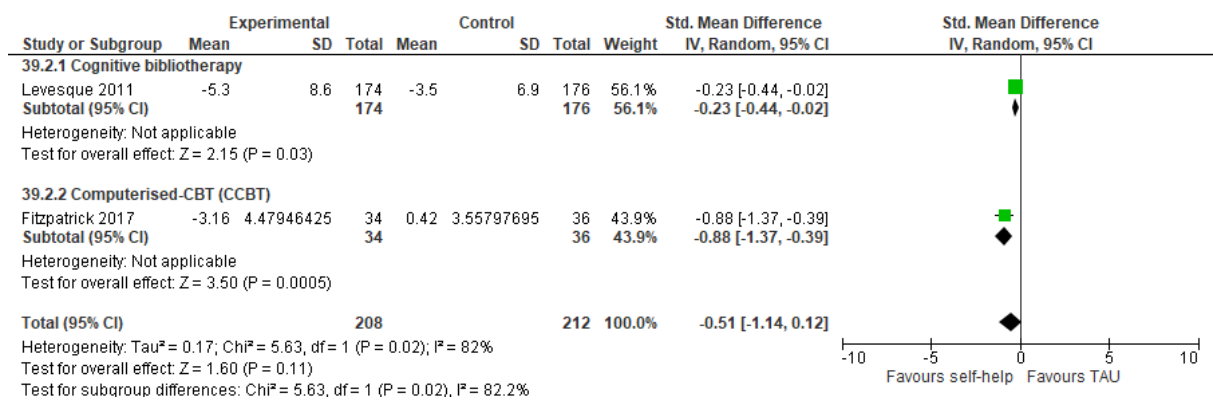 Experimental Control Std. Mean Difference Std. Mean Difference
Study or Subgroup Mean SD Total Mean SD Total Weight IV, Random, 95% CI IV, Random, 95% CI
39.2.1 Cognitive bibliotherapy
Levesque 2011 -5.3 8.6 174 -3.5 6.9 176 56.1% -0.23 [-0.44, -0.02]
Subtotal (95% CI) 174 176 56.1% -0.23 [-0.44, -0.02]
Heterogeneity: Not applicable
Test for overall effect: Z = 2.15 (P = 0.03)
39.2.2 Computerised-CBT (CCBT)
Fitzpatrick 2017 -3.16 4.47946425 34 0.42 3.55797695 36 43.9% -0.88 [-1.37, -0.39]
Subtotal (95% CI) 34 36 43.9% -0.88 [-1.37, -0.39]
Heterogeneity: Not applicable
Test for overall effect: Z = 3.50 (P = 0.0005)
Total (95% CI) 208 212 100.0% -0.51 [-1.14, 0.12]
Heterogeneity: Tau² = 0.17; Chi² = 5.63, df = 1 (P = 0.02); I² = 82%
Test for overall effect: Z = 1.60 (P = 0.11)
Test for subgroup differences: Chi² = 5.63, df = 1 (P = 0.02), I² = 82.2%
-10 -5 0 5 10
Favours self-help Favours TAU